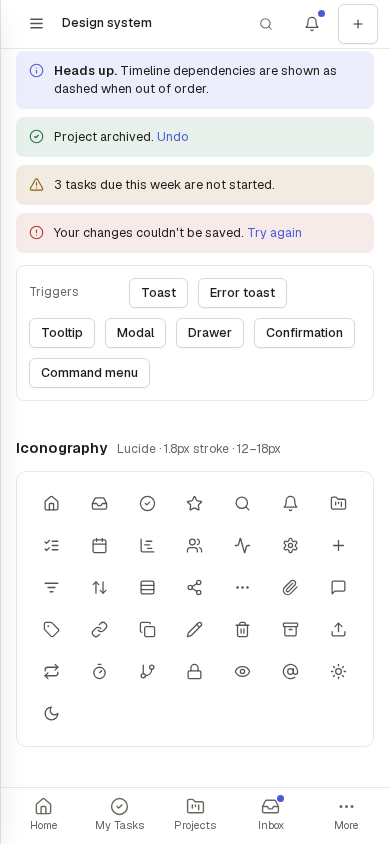 Design system
Heads up. Timeline dependencies are shown as
dashed when out of order.
Project archived. Undo
3 tasks due this week are not started.
Your changes couldn't be saved. Try again
Triggers Toast Error toast
Tooltip Modal Drawer Confirmation
Command menu
Iconography Lucide · 1.8px stroke · 12–18px
Home My Tasks Projects Inbox More